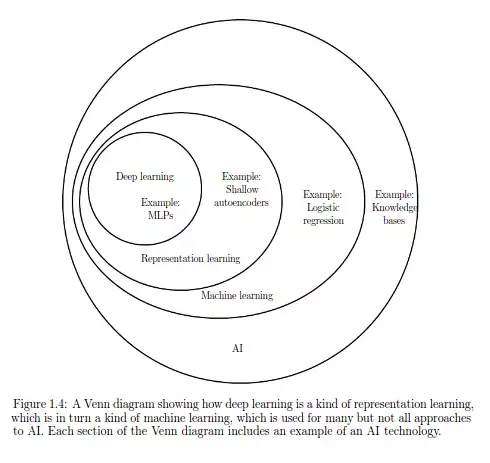 Deep learning
Example:
MLPs
Example:
Shallow
autoencoders
Example:
Logistic
regression
Example:
Knowledge
bases
Representation learning
Machine learning
AI
Figure 1.4: A Venn diagram showing how deep learning is a kind of representation learning,
which is in turn a kind of machine learning, which is used for many but not all approaches
to AI. Each section of the Venn diagram includes an example of an AI technology.